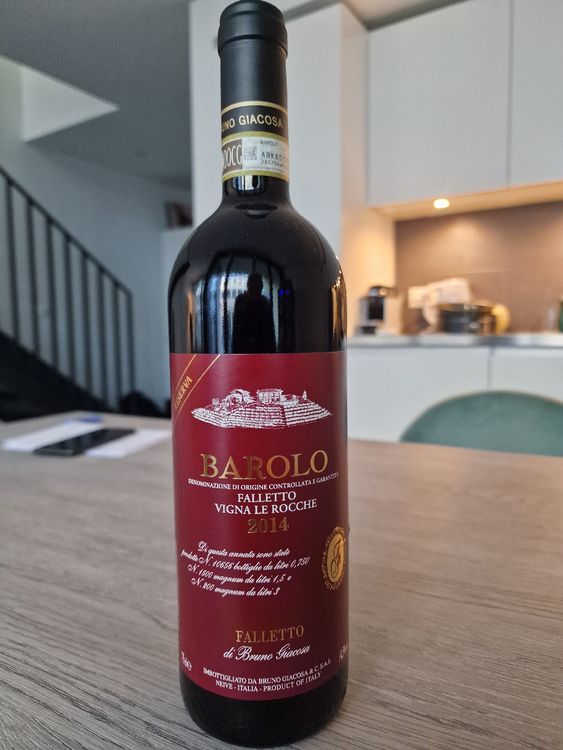 BRUNO GIACOSA
DOCG
BAROLO
RISERVA
BAROLO
DENOMINAZIONE DI ORIGINE CONTROLLATA E GARANTITA
FALLETTO
VIGNA LE ROCCHE
2014
Di questa annata sono state
prodotte N. 10656 bottiglie da litri 0,750
N. 1500 magnum da litri 1,5 e
N. 200 magnum da litri 3
FALLETTO
di Bruno Giacosa
IMBOTTIGLIATO DA BRUNO GIACOSA & C. S.A.S.
NEIVE - ITALIA - PRODUCT OF ITALY